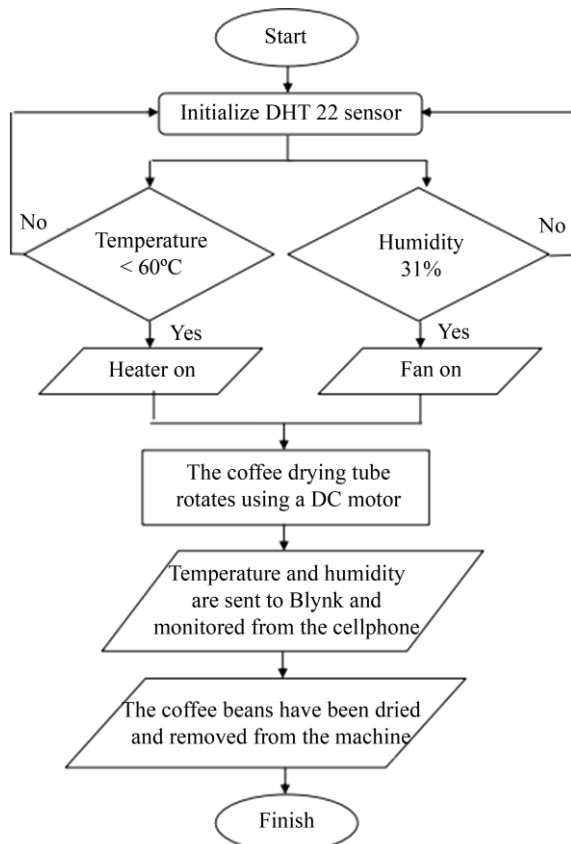 Start
Initialize DHT 22 sensor
No
Temperature
< 60ºC
Humidity
31%
No
Yes
Yes
Heater on
Fan on
The coffee drying tube
rotates using a DC motor
Temperature and humidity
are sent to Blynk and
monitored from the cellphone
The coffee beans have been dried
and removed from the machine
Finish